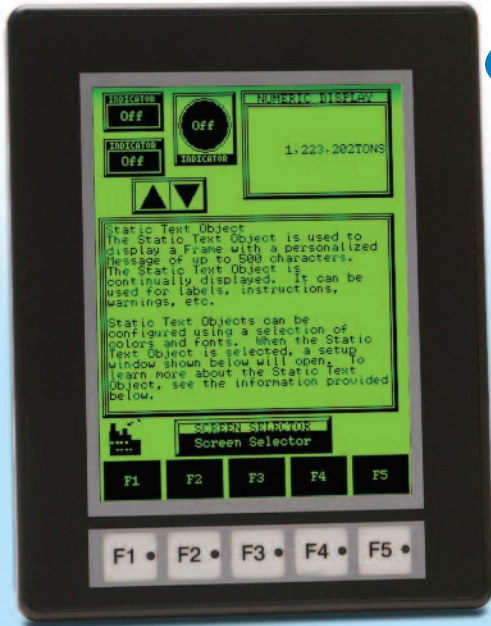 INDICATOR
Off
INDICATOR
Off
Off
INDICATOR
NUMERIC DISPLAY
1,223,202TONS
Static Text Object
The Static Text Object is used to
display a Frame with a personalized
Message of up to 500 characters.
The Static Text Object is
continually displayed. It can be
used for labels, instructions,
warnings, etc.
Static Text Objects can be
configured using a selection of
colors and fonts. When the Static
Text Object is selected, a setup
window shown below will open. To
learn more about the Static Text
Object, see the information provided
below.
SCREEN SELECTOR
Screen Selector
F1 F2 F3 F4 F5
F1 F2 F3 F4 F5